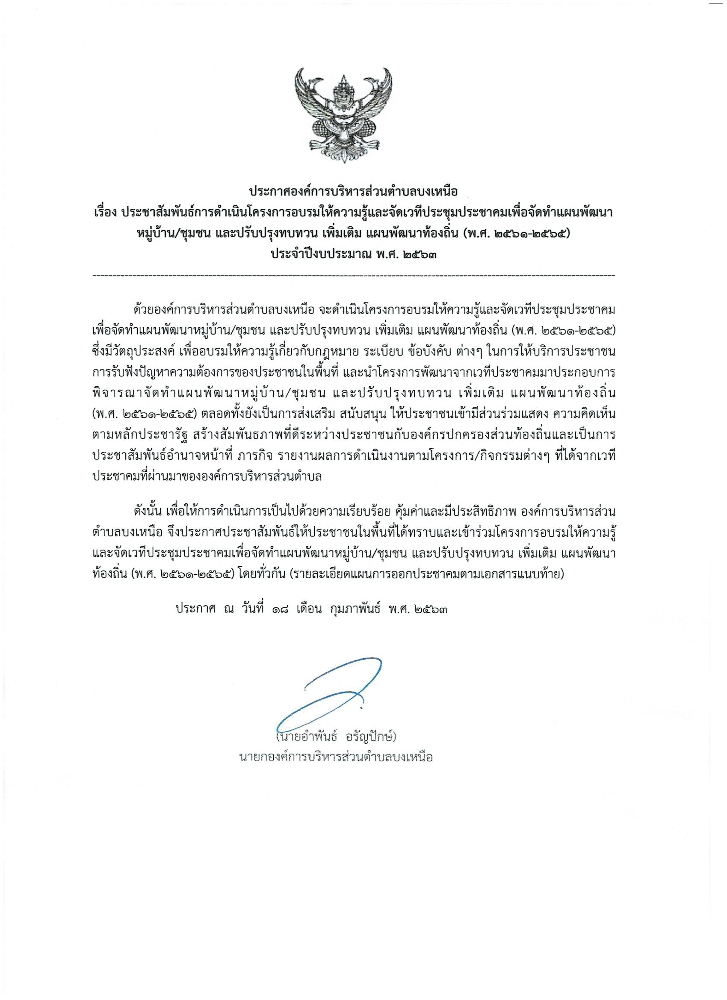 ประกาศองค์การบริหารส่วนตำบลบงเหนือ
เรื่อง ประชาสัมพันธ์การดำเนินโครงการอบรมให้ความรู้และจัดเวทีประชุมประชาคมเพื่อจัดทำแผนพัฒนา
หมู่บ้าน/ชุมชน และปรับปรุงทบทวน เพิ่มเติม แผนพัฒนาท้องถิ่น (พ.ศ. ๒๕๖๑-๒๕๖๕)
ประจำปีงบประมาณ พ.ศ. ๒๕๖๓
ด้วยองค์การบริหารส่วนตำบลบงเหนือ จะดำเนินโครงการอบรมให้ความรู้และจัดเวทีประชุมประชาคม
เพื่อจัดทำแผนพัฒนาหมู่บ้าน/ชุมชน และปรับปรุงทบทวน เพิ่มเติม แผนพัฒนาท้องถิ่น (พ.ศ. ๒๕๖๑-๒๕๖๕)
ซึ่งมีวัตถุประสงค์ เพื่ออบรมให้ความรู้เกี่ยวกับกฎหมาย ระเบียบ ข้อบังคับ ต่างๆ ในการให้บริการประชาชน
การรับฟังปัญหาความต้องการของประชาชนในพื้นที่ และนำโครงการพัฒนาจากเวทีประชาคมมาประกอบการ
พิจารณาจัดทำแผนพัฒนาหมู่บ้าน/ชุมชน และปรับปรุงทบทวน เพิ่มเติม แผนพัฒนาท้องถิ่น
(พ.ศ. ๒๕๖๑-๒๕๖๕) ตลอดทั้งยังเป็นการส่งเสริม สนับสนุน ให้ประชาชนเข้ามีส่วนร่วมแสดง ความคิดเห็น
ตามหลักประชารัฐ สร้างสัมพันธภาพที่ดีระหว่างประชาชนกับองค์กรปกครองส่วนท้องถิ่นและเป็นการ
ประชาสัมพันธ์อำนาจหน้าที่ ภารกิจ รายงานผลการดำเนินงานตามโครงการ/กิจกรรมต่างๆ ที่ได้จากเวที
ประชาคมที่ผ่านมาขององค์การบริหารส่วนตำบล
ดังนั้น เพื่อให้การดำเนินการเป็นไปด้วยความเรียบร้อย คุ้มค่าและมีประสิทธิภาพ องค์การบริหารส่วน
ตำบลบงเหนือ จึงประกาศประชาสัมพันธ์ให้ประชาชนในพื้นที่ได้ทราบและเข้าร่วมโครงการอบรมให้ความรู้
และจัดเวทีประชุมประชาคมเพื่อจัดทำแผนพัฒนาหมู่บ้าน/ชุมชน และปรับปรุงทบทวน เพิ่มเติม แผนพัฒนา
ท้องถิ่น (พ.ศ. ๒๕๖๑-๒๕๖๕) โดยทั่วกัน (รายละเอียดแผนการออกประชาคมตามเอกสารแนบท้าย)
ประกาศ ณ วันที่ ๑๘ เดือน กุมภาพันธ์ พ.ศ. ๒๕๖๓
(นายอำพันธ์ อรัญปักษ์)
นายกองค์การบริหารส่วนตำบลบงเหนือ